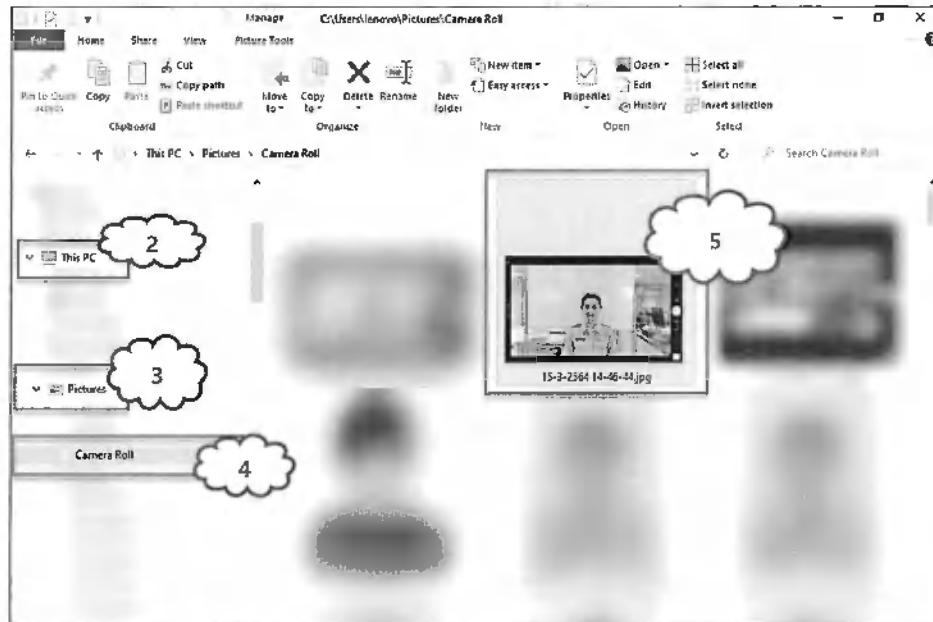 Manage C:\Users\lenovo\Pictures\Camera Roll
File Home Share View Picture Tools
Pin to Quick access
Copy
Paste
Cut
Copy path
Paste shortcut
Move to
Copy to
Delete
Rename
New folder
New item
Easy access
Properties
Open
Edit
History
Select all
Select none
Invert selection
Clipboard Organize New Open Select
This PC Pictures Camera Roll Search Camera Roll
2
This PC
5
15-3-2564 14-46-44.jpg
3
Pictures
Camera Roll
4